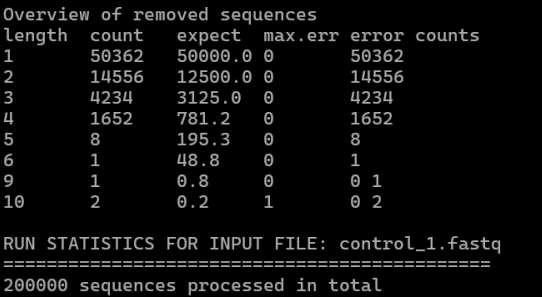 Overview of removed sequences
length  count   expect  max.err error counts
1       50362   50000.0 0       50362
2       14556   12500.0 0       14556
3       4234    3125.0  0       4234
4       1652    781.2   0       1652
5       8       195.3   0       8
6       1       48.8    0       1
9       1       0.8     0       0 1
10      2       0.2     1       0 2
RUN STATISTICS FOR INPUT FILE: control_1.fastq
=============================================
200000 sequences processed in total